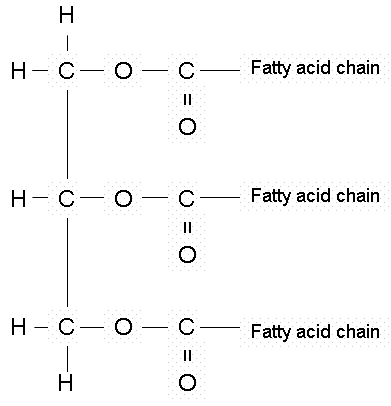 H
H – C – O – C — Fatty acid chain
=
O
H – C – O – C — Fatty acid chain
=
O
H – C – O – C — Fatty acid chain
=
H O